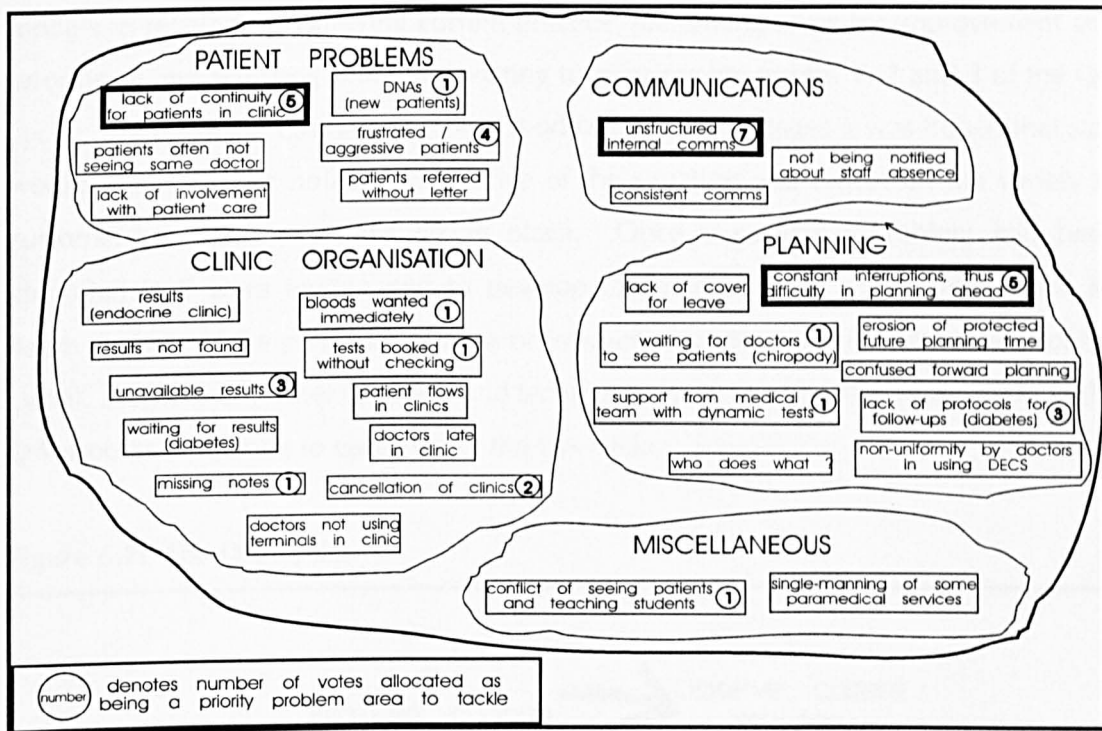 PATIENT PROBLEMS
lack of continuity
for patients in clinic 5
DNAs 1
(new patients)
frustrated / 4
aggressive patients
patients often not
seeing same doctor
patients referred
without letter
lack of involvement
with patient care
COMMUNICATIONS
unstructured 7
internal comms
not being notified
about staff absence
consistent comms
CLINIC ORGANISATION
results
(endocrine clinic)
bloods wanted
immediately 1
results not found
tests booked 1
without checking
unavailable results 3
patient flows
in clinics
waiting for results
(diabetes)
doctors late
in clinic
missing notes 1
cancellation of clinics 2
doctors not using
terminals in clinic
PLANNING
lack of cover
for leave
constant interruptions, thus
difficulty in planning ahead 5
waiting for doctors 1
to see patients (chiropody)
erosion of protected
future planning time
confused forward planning
support from medical
team with dynamic tests 1
lack of protocols for
follow-ups (diabetes) 3
who does what ?
non-uniformity by doctors
in using DECS
MISCELLANEOUS
conflict of seeing patients
and teaching students 1
single-manning of some
paramedical services
number denotes number of votes allocated as
being a priority problem area to tackle